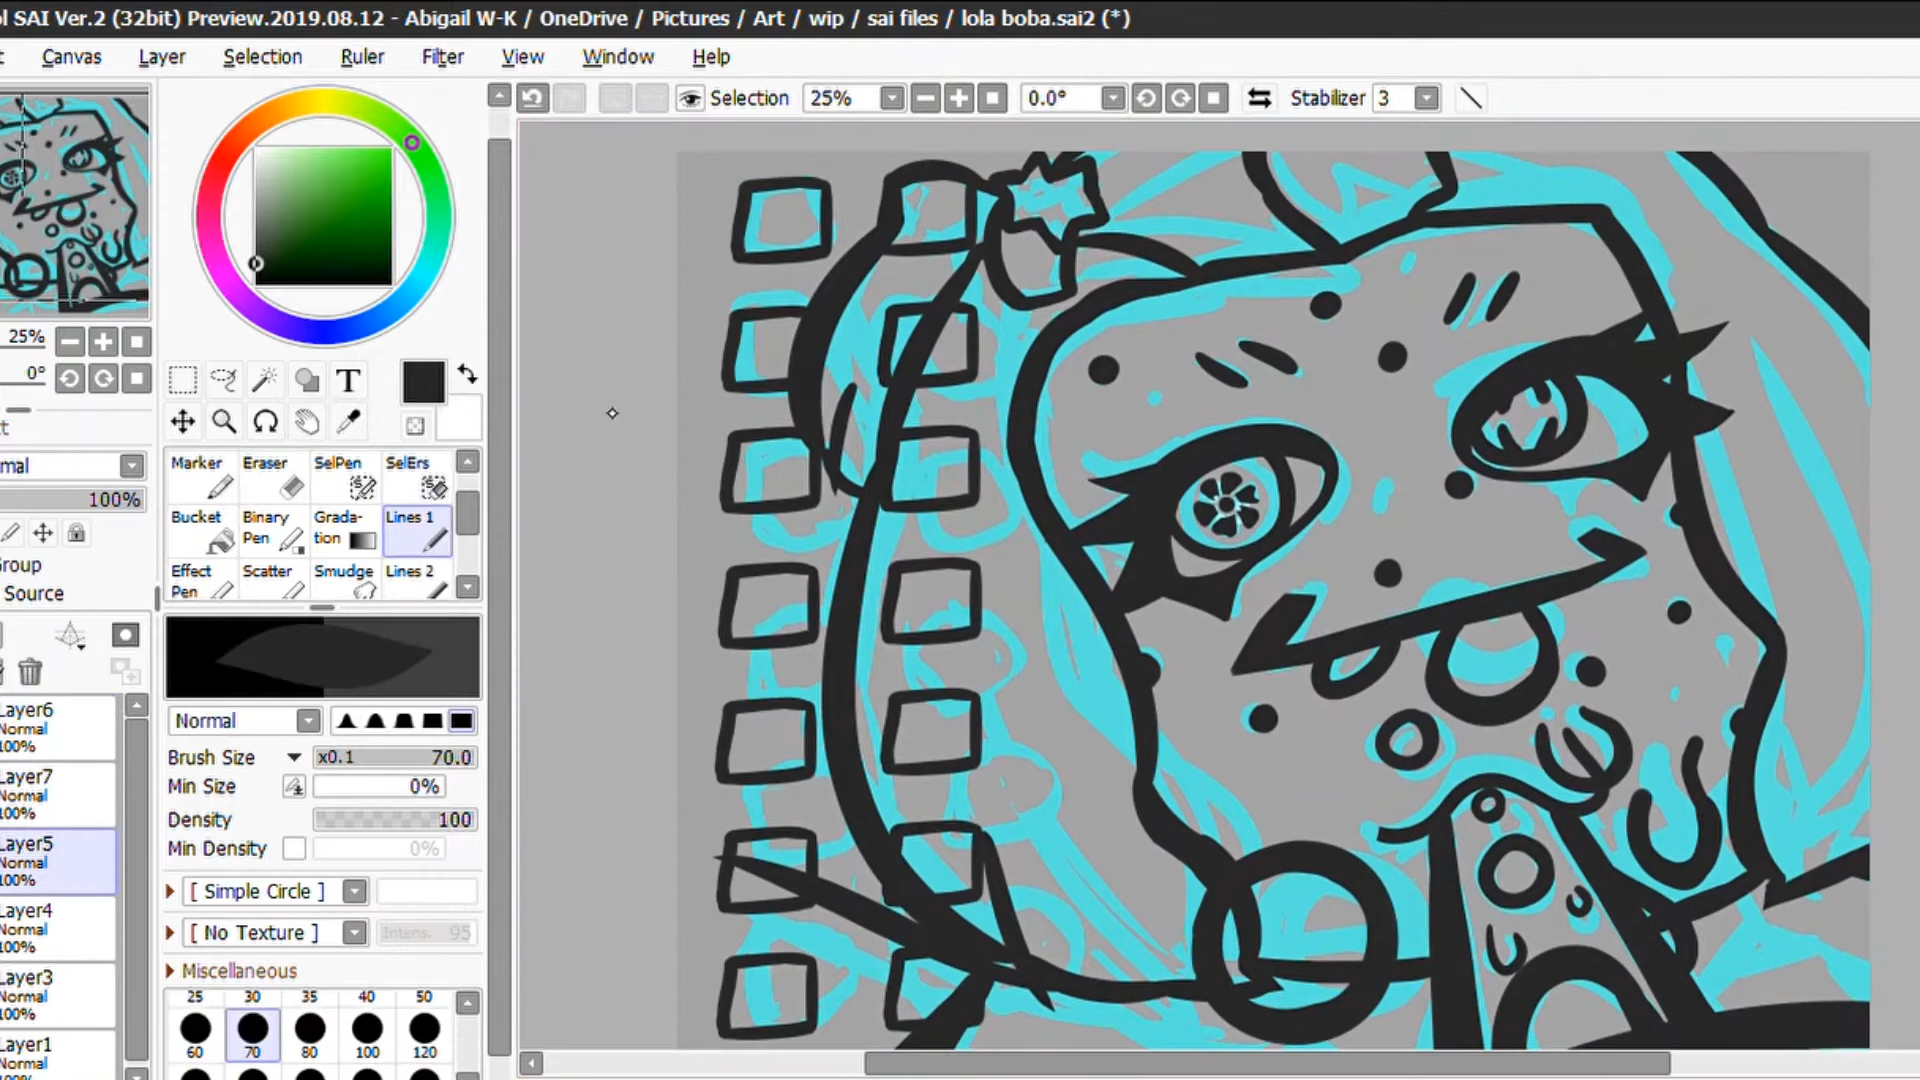 l SAI Ver.2 (32bit) Preview.2019.08.12 - Abigail W-K / OneDrive / Pictures / Art / wip / sai files / lola boba.sai2 (*)
t Canvas Layer Selection Ruler Filter View Window Help
Selection 25% 0.0° Stabilizer 3
25%
0°
T
t
mal
100%
Marker Eraser SelPen SelErs
Bucket Binary Pen Grada-tion Lines 1
Effect Pen Scatter Smudge Lines 2
Group
Source
Normal
Brush Size x0.1 70.0
Min Size 0%
Density 100
Min Density 0%
[ Simple Circle ]
[ No Texture ] Intens. 95
Miscellaneous
25 30 35 40 50
60 70 80 100 120
Layer6
Normal
100%
Layer7
Normal
100%
Layer5
Normal
100%
Layer4
Normal
100%
Layer3
Normal
100%
Layer1
Normal
100%